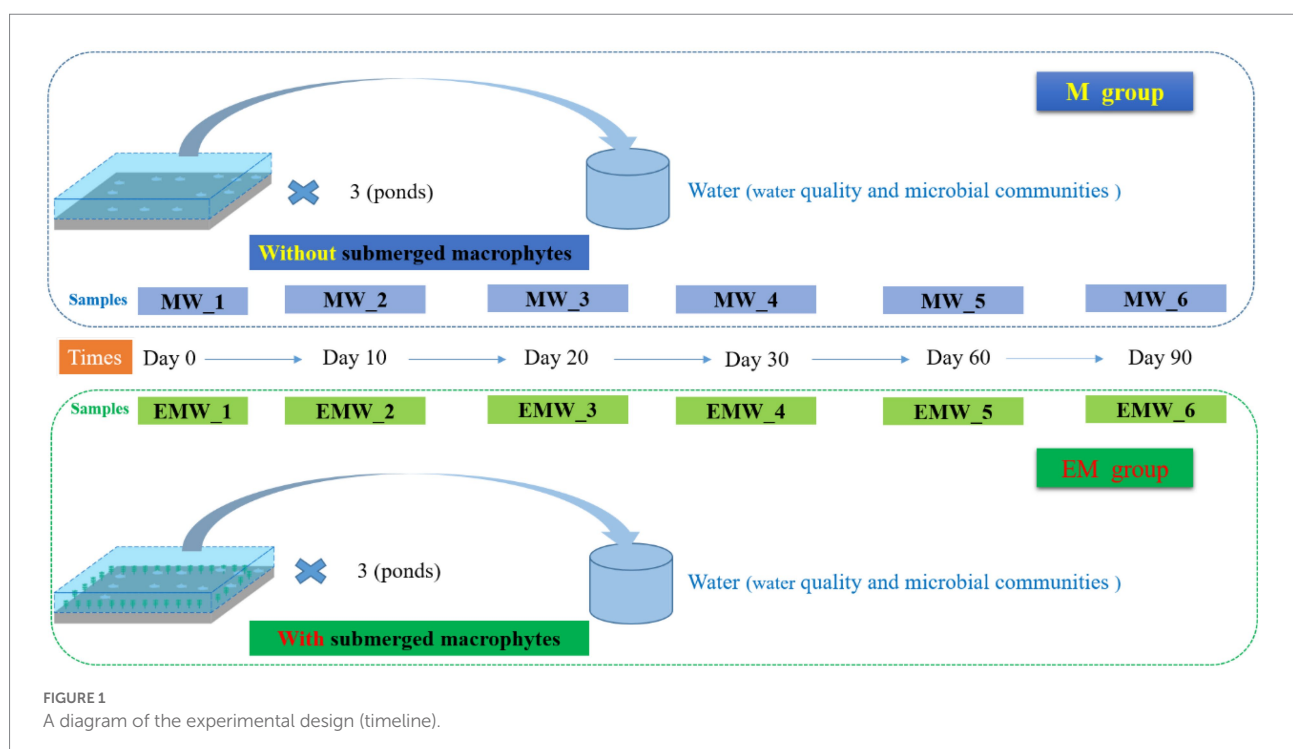 M group
3 (ponds)
Water (water quality and microbial communities )
Without submerged macrophytes
Samples MW_1 MW_2 MW_3 MW_4 MW_5 MW_6
Times Day 0 Day 10 Day 20 Day 30 Day 60 Day 90
Samples EMW_1 EMW_2 EMW_3 EMW_4 EMW_5 EMW_6
EM group
3 (ponds)
Water (water quality and microbial communities )
With submerged macrophytes
FIGURE 1
A diagram of the experimental design (timeline).